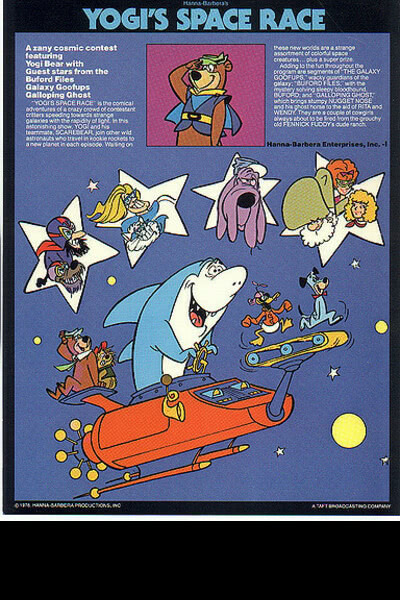 Hanna-Barbera's
YOGI'S SPACE RACE
A zany cosmic contest
featuring
Yogi Bear with
Guest stars from the
Buford Files
Galaxy Goofups
Galloping Ghost
"YOGI'S SPACE RACE" is the comical
adventures of a crazy crowd of contestant
critters speeding towards strange
galaxies with the rapidity of light. In this
astonishing show, YOGI and his
teammate, SCAREBEAR, join other wild
astronauts who travel in kookie rockets to
a new planet in each episode. Waiting on
these new worlds are a strange
assortment of colorful space
creatures... plus a super prize.
Adding to the fun throughout the
program are segments of "THE GALAXY
GOOFUPS," wacky guardians of the
galaxy; "BUFORD FILES," with the
mystery solving sleepy bloodhound,
BUFORD; and "GALLOPING GHOST,"
which brings stumpy NUGGET NOSE
and his ghost horse to the aid of RITA and
WENDY. They are a couple of cowgirls
always about to be fired from the grouchy
old FENNICK FUDDY's dude ranch.
Hanna-Barbera Enterprises, Inc.
© 1978, HANNA-BARBERA PRODUCTIONS, INC
A TAFT BROADCASTING COMPANY